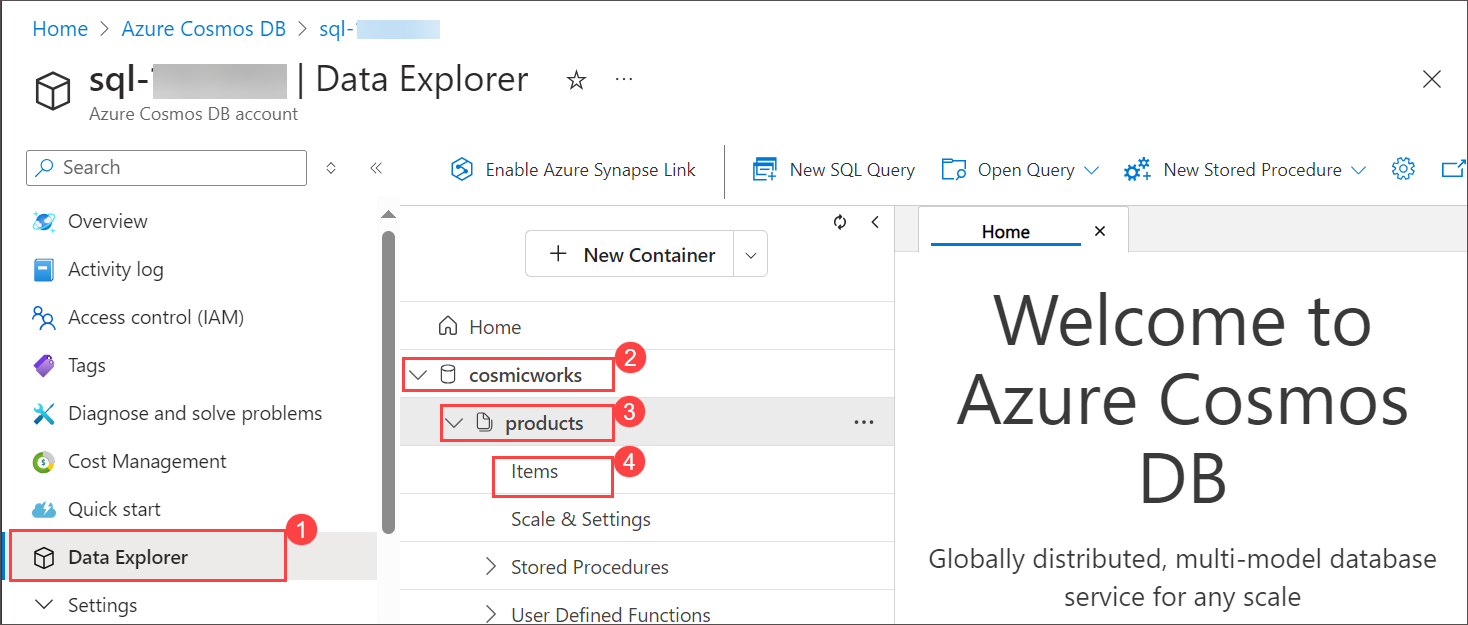 Home > Azure Cosmos DB > sql-
sql- | Data Explorer
Azure Cosmos DB account
Search
Enable Azure Synapse Link
New SQL Query
Open Query
New Stored Procedure
Overview
Activity log
Access control (IAM)
Tags
Diagnose and solve problems
Cost Management
Quick start
1
Data Explorer
Settings
New Container
Home
2
cosmicworks
3
products
4
Items
Scale & Settings
Stored Procedures
User Defined Functions
Home
Welcome to
Azure Cosmos
DB
Globally distributed, multi-model database
service for any scale